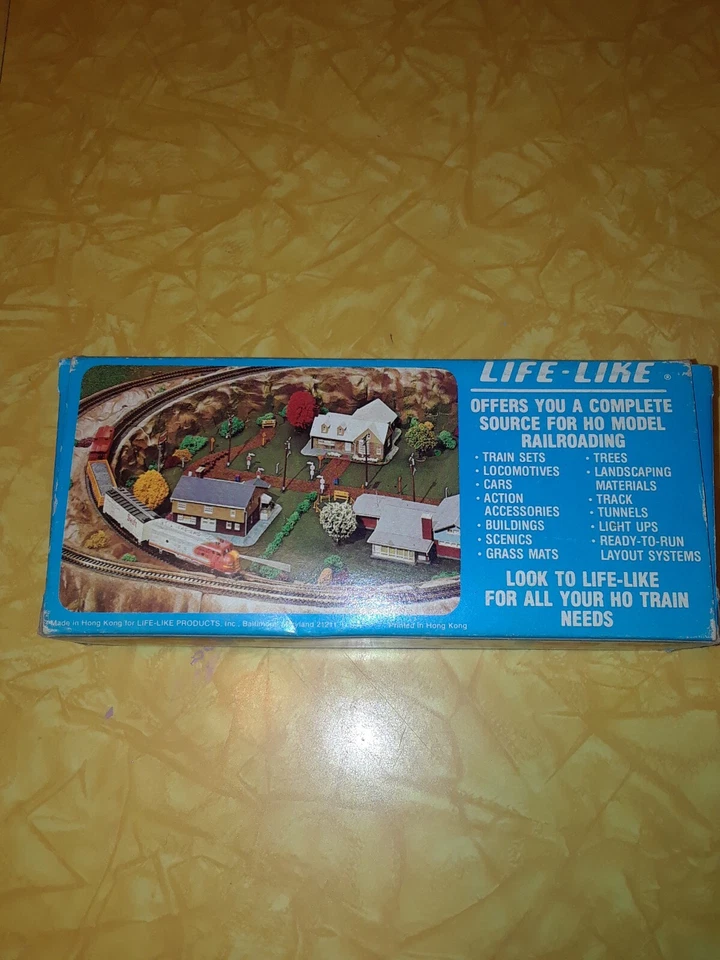 LIFE-LIKE ®
OFFERS YOU A COMPLETE
SOURCE FOR HO MODEL
RAILROADING
• TRAIN SETS
• LOCOMOTIVES
• CARS
• ACTION
ACCESSORIES
• BUILDINGS
• SCENICS
• GRASS MATS
• TREES
• LANDSCAPING
MATERIALS
• TRACK
• TUNNELS
• LIGHT UPS
• READY-TO-RUN
LAYOUT SYSTEMS
LOOK TO LIFE-LIKE
FOR ALL YOUR HO TRAIN
NEEDS
Made in Hong Kong for LIFE-LIKE PRODUCTS, Inc., Baltimore, Maryland 21211 Printed in Hong Kong